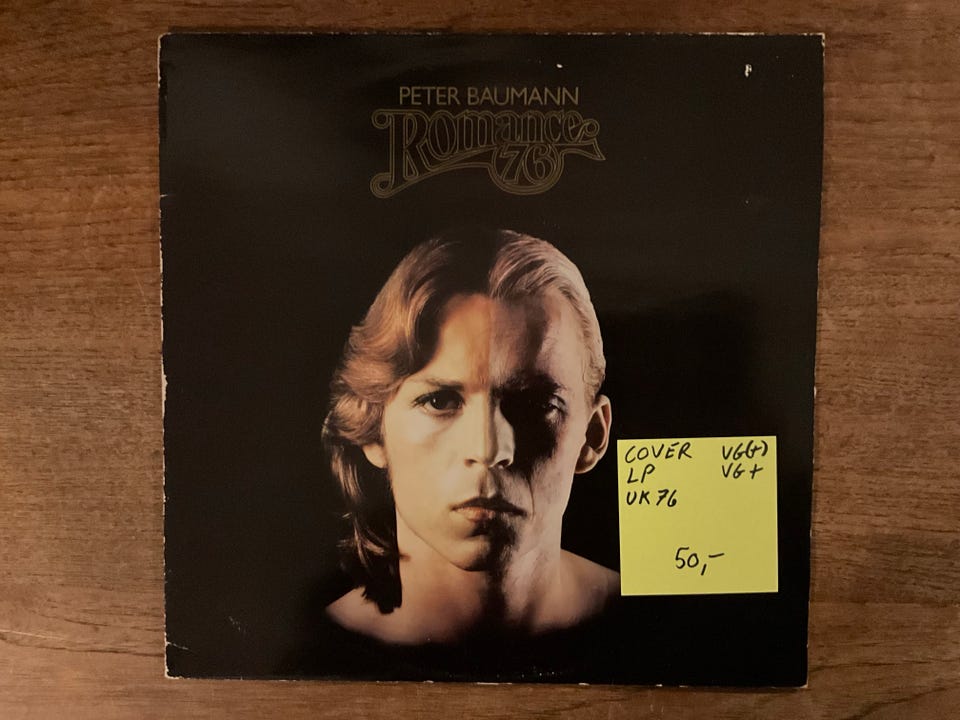 PETER BAUMANN
Romance
76
COVER VG(+)
LP VG+
UK 76
50,-